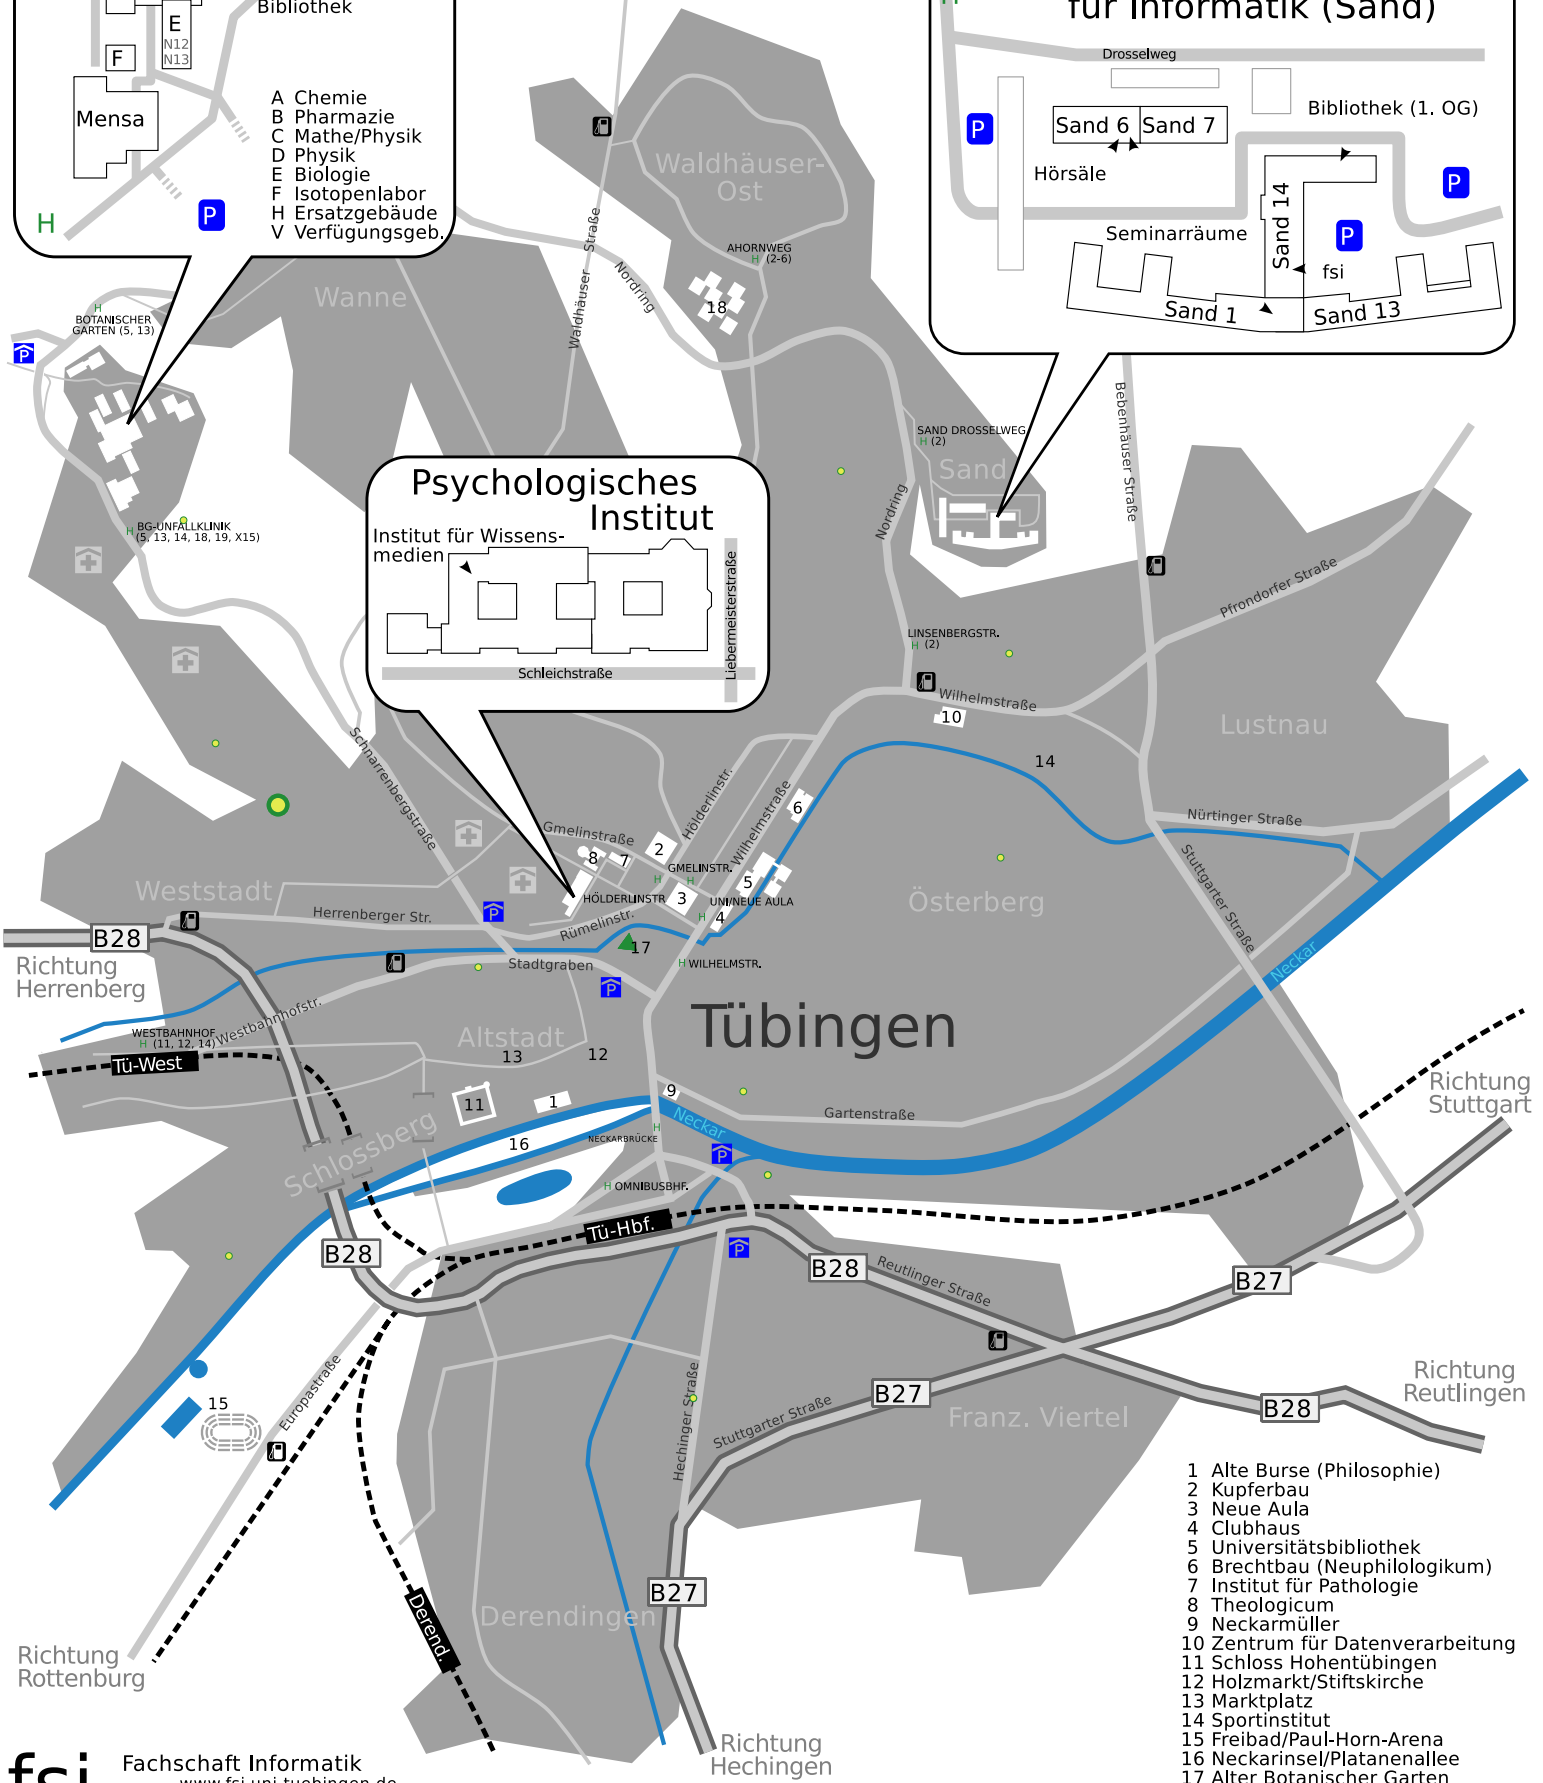 Bibliothek
E
N12
N13
F
Mensa
A Chemie
B Pharmazie
C Mathe/Physik
D Physik
E Biologie
F Isotopenlabor
H Ersatzgebäude
V Verfügungsgeb.
H
P
für Informatik (Sand)
Drosselweg
Bibliothek (1. OG)
Sand 6
Sand 7
P
Hörsäle
P
Sand 14
Seminarräume
P
fsi
Sand 1
Sand 13
Waldhäuser-
Ost
Waldhäuser Straße
Nordring
AHORNWEG
H (2-6)
18
Wanne
H
BOTANISCHER
GARTEN (5, 13)
P
Bebenhäuser Straße
SAND DROSSELWEG
H (2)
Sand
Nordring
Psychologisches
Institut
Institut für Wissens-
medien
Liebermeisterstraße
Schleichstraße
BG-UNFALLKLINIK
H (5, 13, 14, 18, 19, X15)
Pfrondorfer Straße
LINSENBERGSTR.
H (2)
Wilhelmstraße
10
Lustnau
14
Schnarrenbergstraße
Hölderlinstr.
Wilhelmstraße
6
Nürtinger Straße
Gmelinstraße
2
8
7
GMELINSTR.
H
H
5
Stuttgarter Straße
Weststadt
HÖLDERLINSTR.
3
UNI/NEUE AULA
H
4
Österberg
Herrenberger Str.
P
Rümelinstr.
B28
17
Richtung
Herrenberg
Stadtgraben
H WILHELMSTR.
Neckar
P
Westbahnhofstr.
Tübingen
WESTBAHNHOF
H (11, 12, 14)
Altstadt
Tü-West
13
12
Richtung
Stuttgart
9
11
1
Gartenstraße
Neckar
Schlossberg
16
NECKARBRÜCKE
H
P
H OMNIBUSBHF.
Tü-Hbf.
B28
P
B28
Reutlinger Straße
B27
Europastraße
Richtung
Reutlingen
15
Hechinger Straße
Stuttgarter Straße
B27
Franz. Viertel
B28
1 Alte Burse (Philosophie)
2 Kupferbau
3 Neue Aula
4 Clubhaus
5 Universitätsbibliothek
6 Brechtbau (Neuphilologikum)
7 Institut für Pathologie
8 Theologicum
9 Neckarmüller
10 Zentrum für Datenverarbeitung
11 Schloss Hohentübingen
12 Holzmarkt/Stiftskirche
13 Marktplatz
14 Sportinstitut
15 Freibad/Paul-Horn-Arena
16 Neckarinsel/Platanenallee
17 Alter Botanischer Garten
B27
Derendingen
Derend.
Richtung
Rottenburg
Richtung
Hechingen
fsi
Fachschaft Informatik
www.fsi.uni-tuebingen.de